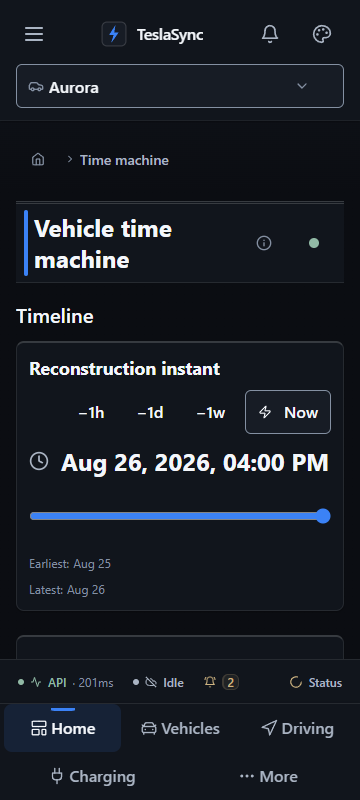 TeslaSync
Aurora
Time machine
Vehicle time
machine
Timeline
Reconstruction instant
−1h −1d −1w Now
Aug 26, 2026, 04:00 PM
Earliest: Aug 25
Latest: Aug 26
API · 201ms Idle 2 Status
Home Vehicles Driving
Charging More